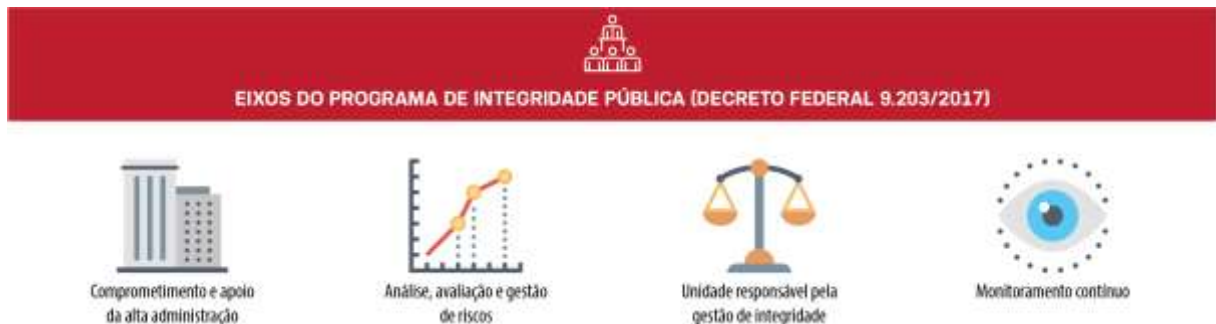 EIXOS DO PROGRAMA DE INTEGRIDADE PÚBLICA (DECRETO FEDERAL 9.203/2017)
Comprometimento e apoio
da alta administração
Análise, avaliação e gestão
de riscos
Unidade responsável pela
gestão de integridade
Monitoramento contínuo